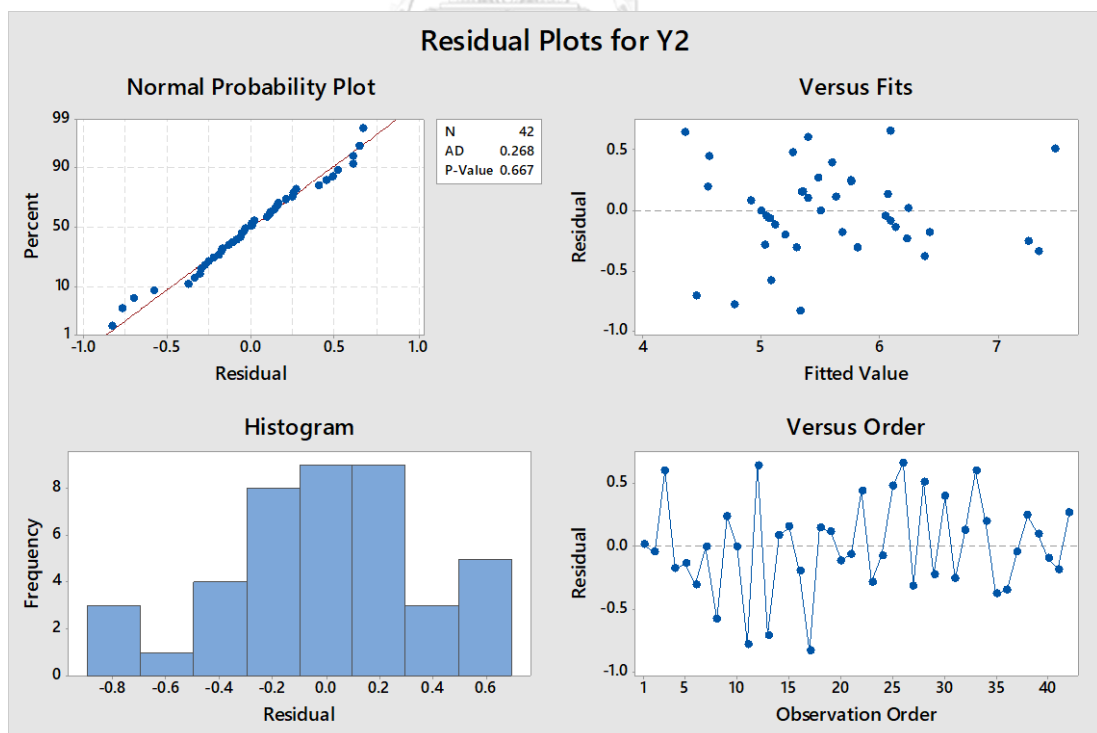 Residual Plots for Y2
Normal Probability Plot
Percent
99
90
50
10
1
-1.0 -0.5 0.0 0.5 1.0
Residual
N 42
AD 0.268
P-Value 0.667
Versus Fits
Residual
0.5
0.0
-0.5
-1.0
4 5 6 7
Fitted Value
Histogram
Frequency
8
6
4
2
0
-0.8 -0.6 -0.4 -0.2 0.0 0.2 0.4 0.6
Residual
Versus Order
Residual
0.5
0.0
-0.5
-1.0
1 5 10 15 20 25 30 35 40
Observation Order